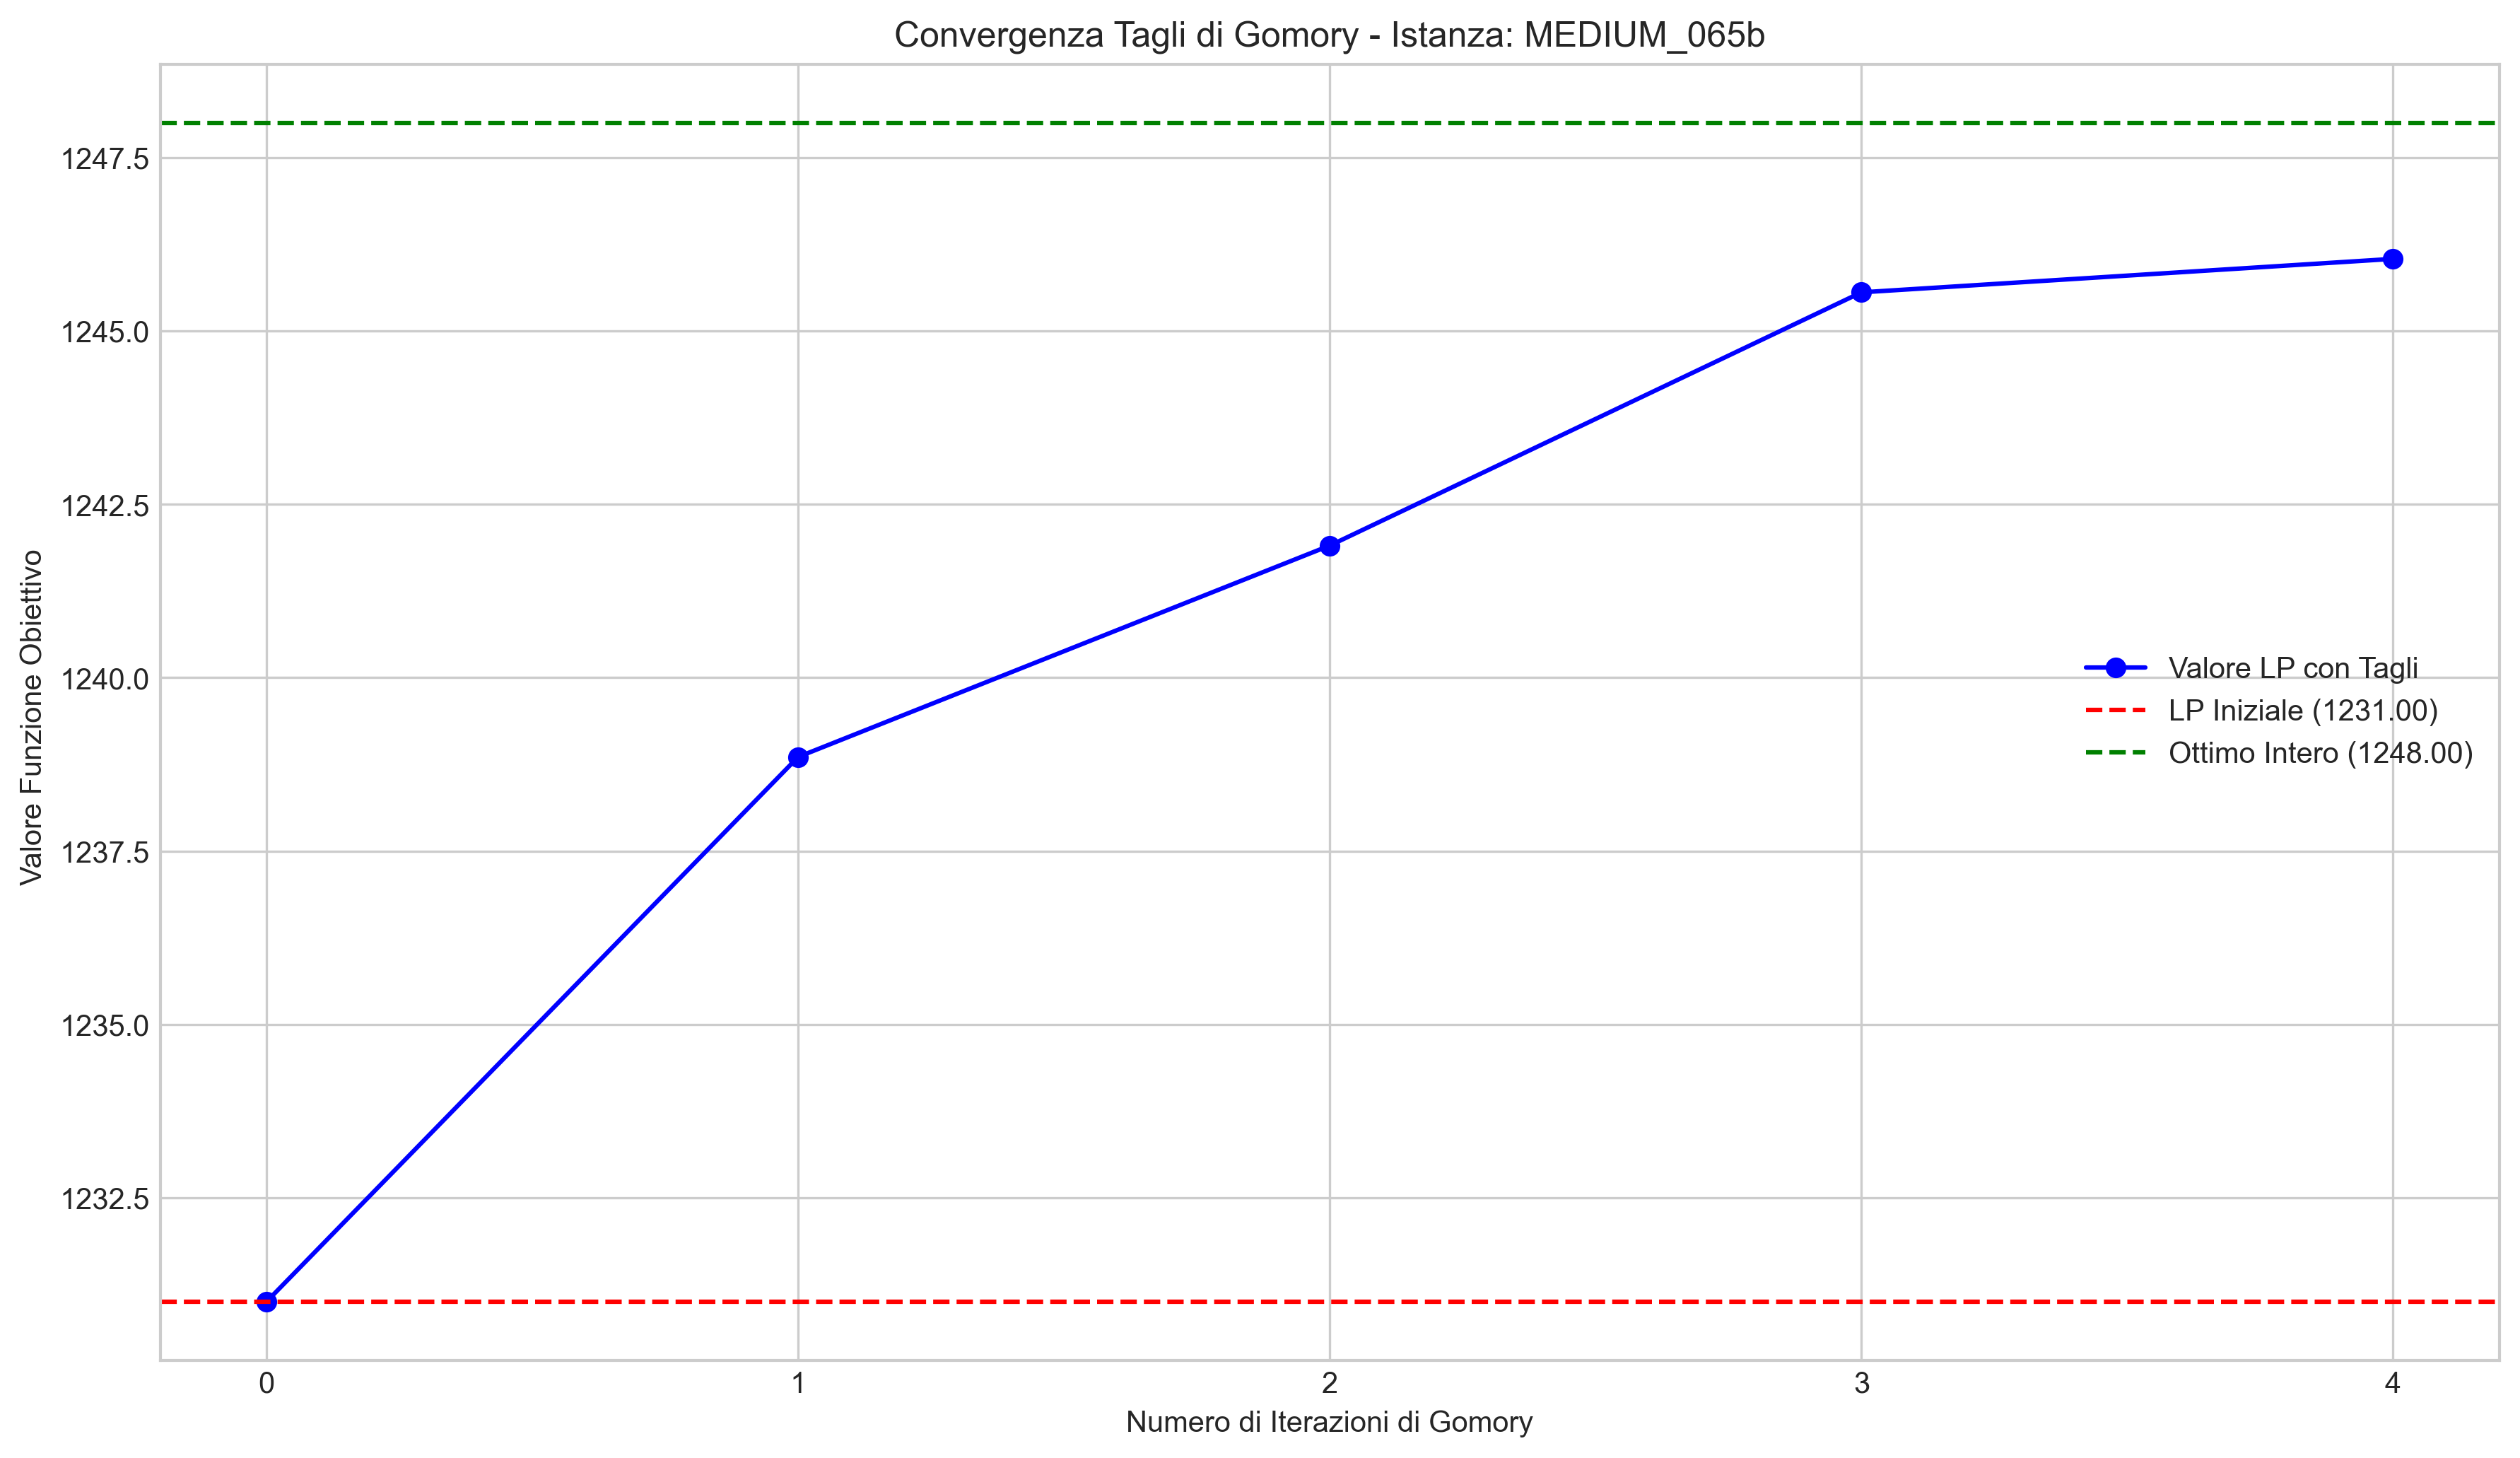 Convergenza Tagli di Gomory - Istanza: MEDIUM_065b
Valore Funzione Obiettivo
1247.5
1245.0
1242.5
1240.0
1237.5
1235.0
1232.5
Valore LP con Tagli
LP Iniziale (1231.00)
Ottimo Intero (1248.00)
0 1 2 3 4
Numero di Iterazioni di Gomory